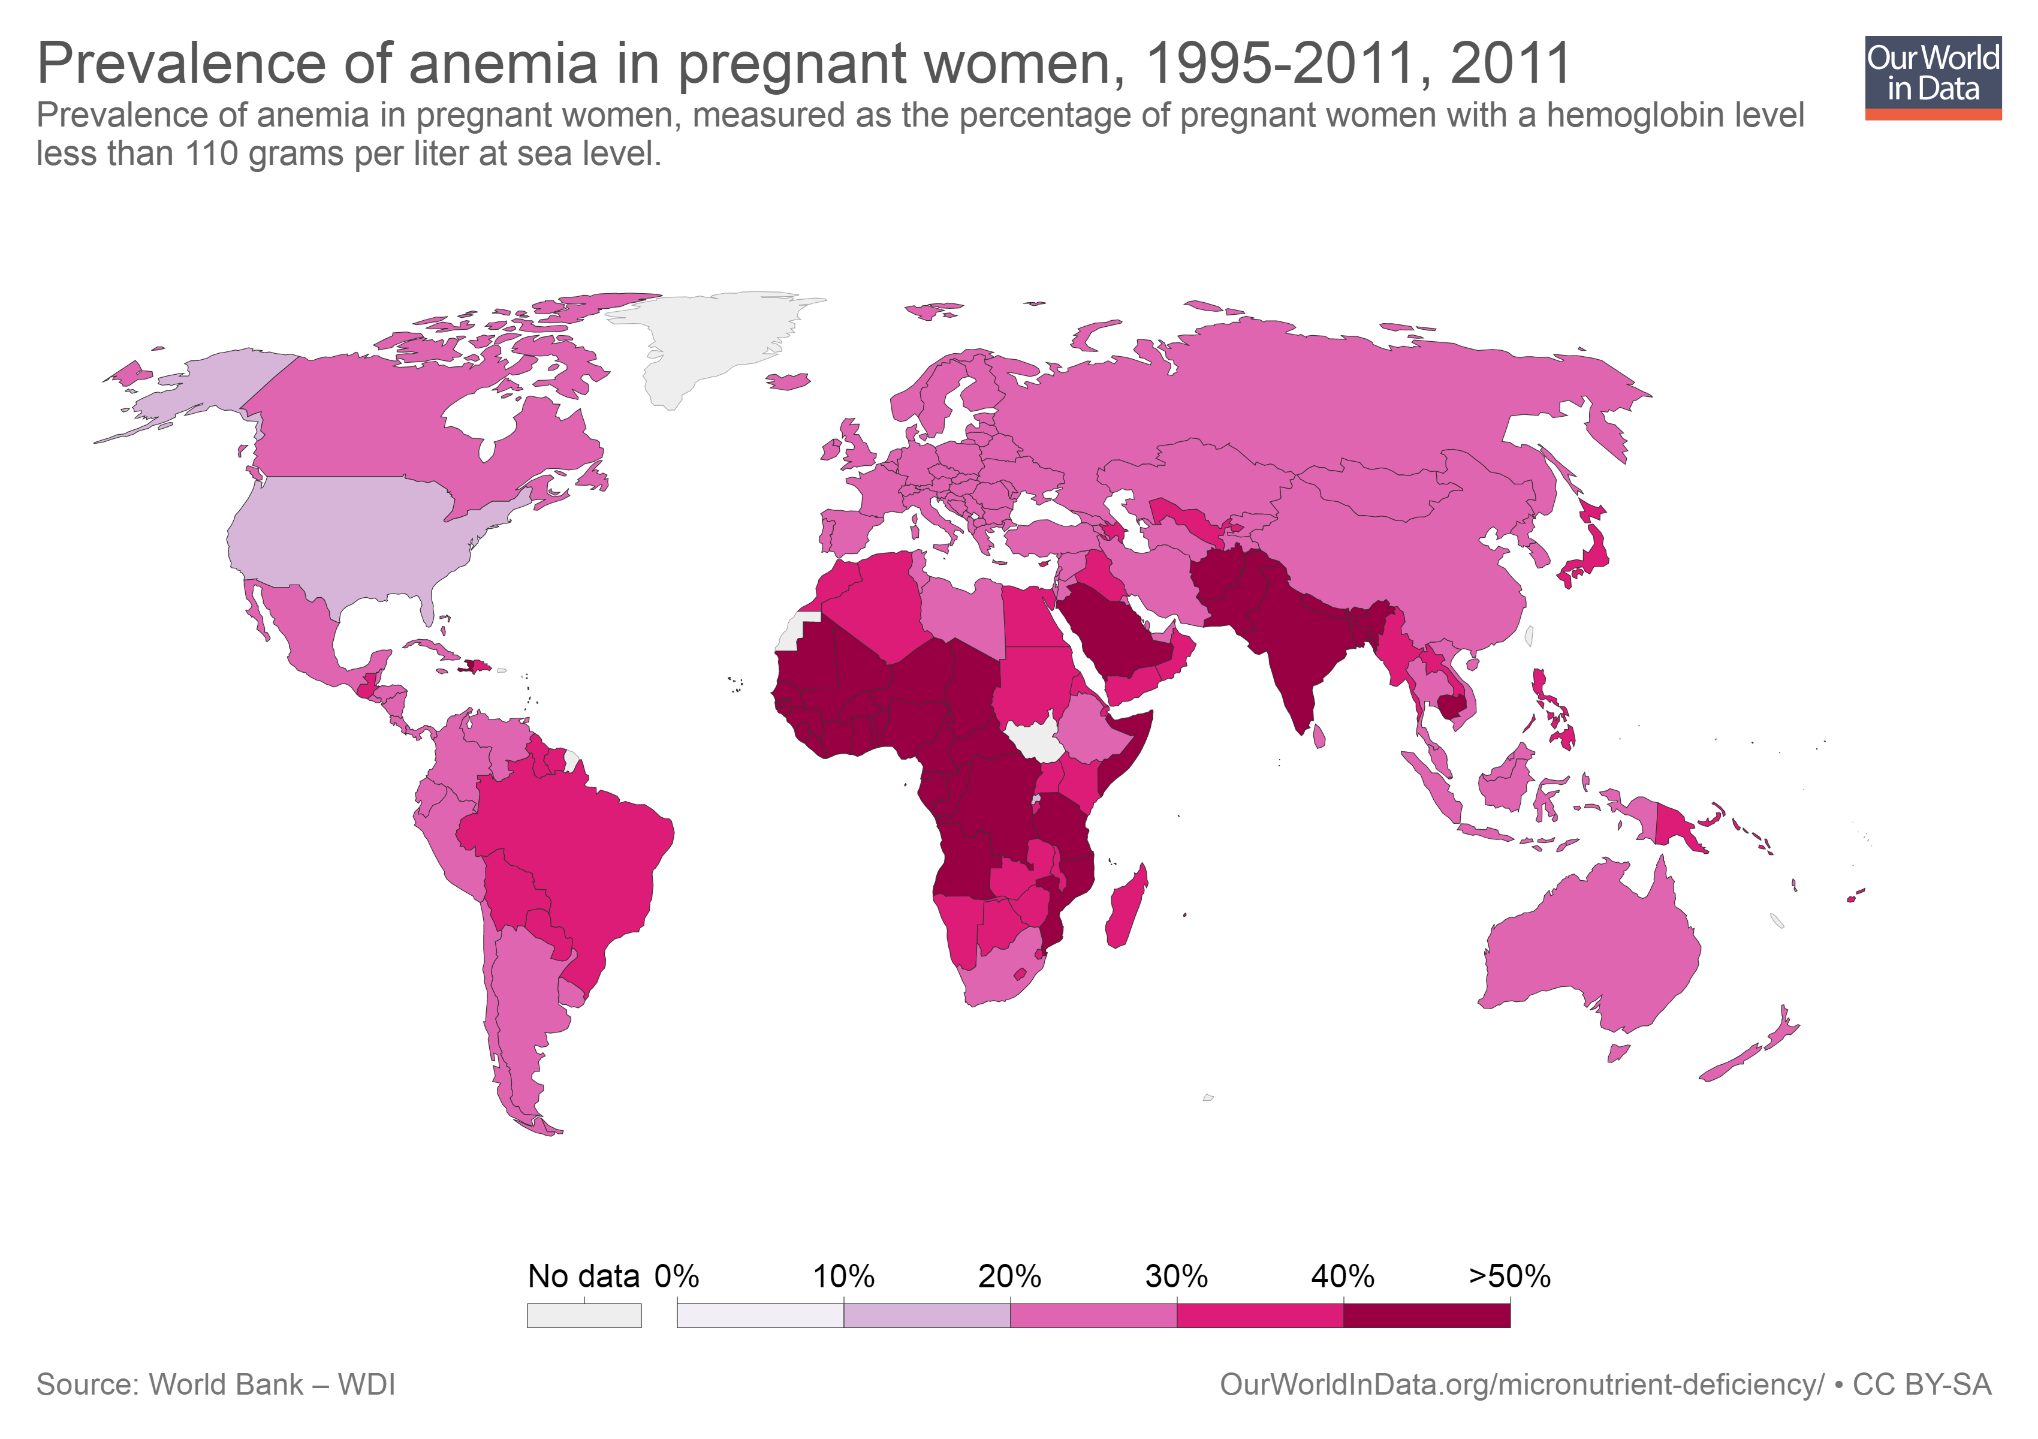 Prevalence of anemia in pregnant women, 1995-2011, 2011
Our World
in Data
Prevalence of anemia in pregnant women, measured as the percentage of pregnant women with a hemoglobin level
less than 110 grams per liter at sea level.
No data 0% 10% 20% 30% 40% >50%
Source: World Bank – WDI
OurWorldInData.org/micronutrient-deficiency/ • CC BY-SA